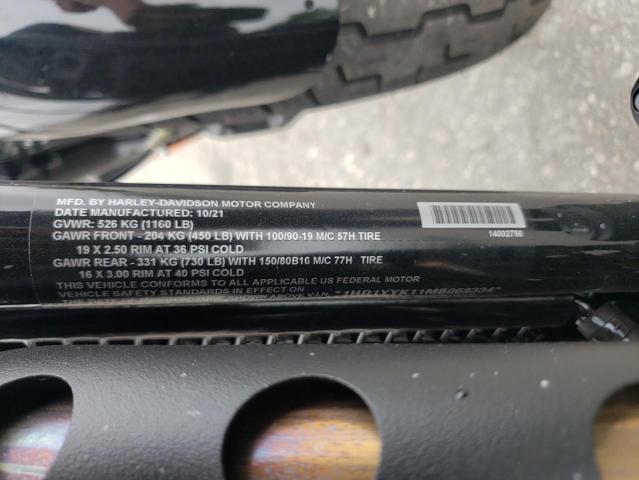 MFD. BY HARLEY-DAVIDSON MOTOR COMPANY
DATE MANUFACTURED: 10/21
GVWR: 526 KG (1160 LB)
GAWR FRONT - 204 KG (450 LB) WITH 100/90-19 M/C 57H TIRE
19 X 2.50 RIM AT 36 PSI COLD
GAWR REAR - 331 KG (730 LB) WITH 150/80B16 M/C 77H TIRE
16 X 3.00 RIM AT 40 PSI COLD
THIS VEHICLE CONFORMS TO ALL APPLICABLE US FEDERAL MOTOR
VEHICLE SAFETY STANDARDS IN EFFECT ON
SHOWN ABOVE V.I.N.
14002756